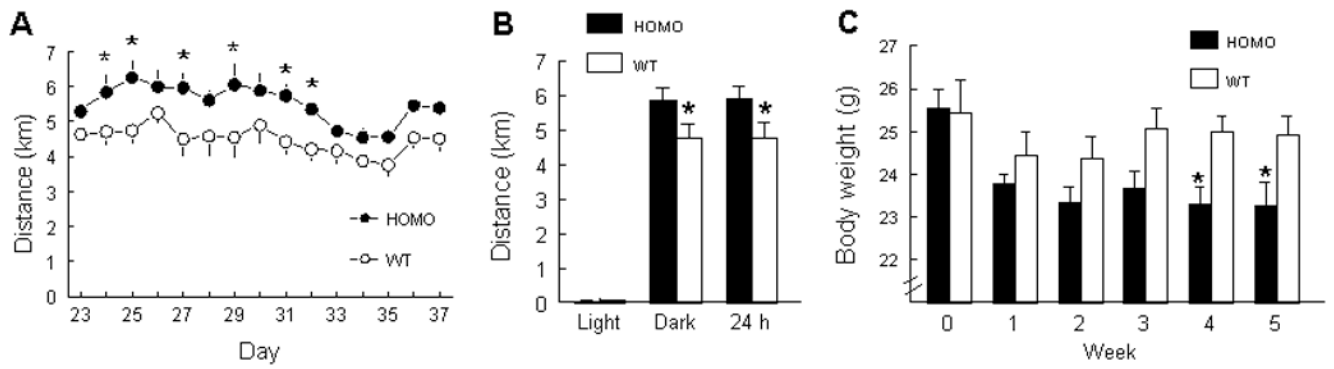 A
*
*
*
*
*
*
7
6
5
4
3
2
1
0
Distance (km)
HOMO
WT
23 25 27 29 31 33 35 37
Day
B
HOMO
WT
7
6
5
4
3
2
1
0
Distance (km)
*
*
Light Dark 24 h
C
HOMO
WT
27
26
25
24
23
22
Body weight (g)
*
*
0 1 2 3 4 5
Week